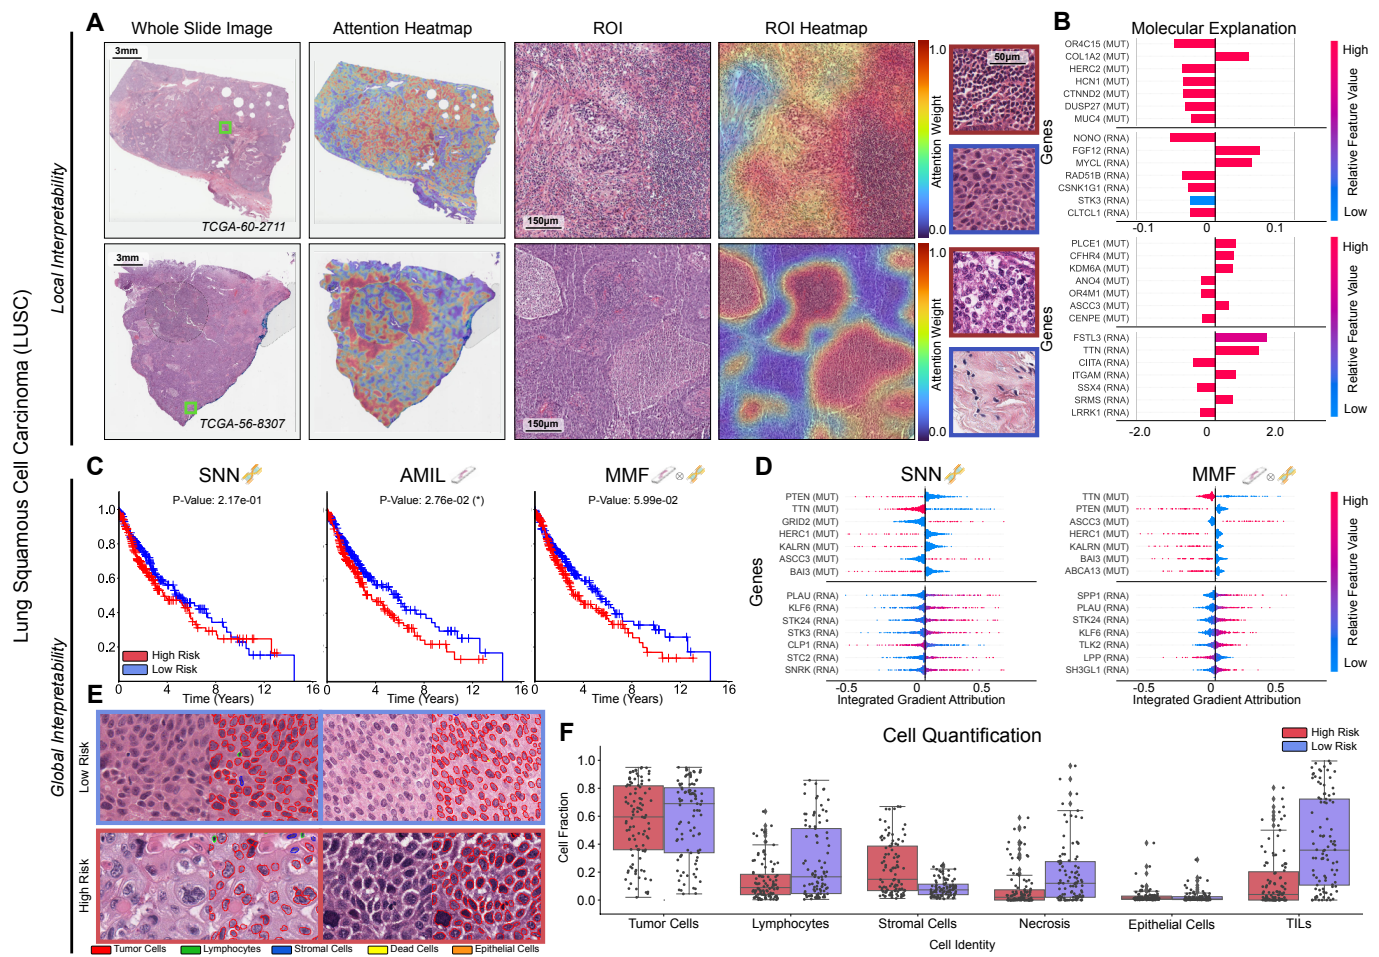 Lung Squamous Cell Carcinoma (LUSC)
Local Interpretability
Global Interpretability
A
Whole Slide Image
Attention Heatmap
ROI
ROI Heatmap
3mm
TCGA-60-2711
150µm
1.0
Attention Weight
0.0
50µm
3mm
TCGA-56-8307
150µm
1.0
Attention Weight
0.0
B
Molecular Explanation
Genes
OR4C15 (MUT)
COL1A2 (MUT)
HERC2 (MUT)
HCN1 (MUT)
CTNND2 (MUT)
DUSP27 (MUT)
MUC4 (MUT)
NONO (RNA)
FGF12 (RNA)
MYCL (RNA)
RAD51B (RNA)
CSNK1G1 (RNA)
STK3 (RNA)
CLTCL1 (RNA)
-0.1 0 0.1
High
Relative Feature Value
Low
Genes
PLCE1 (MUT)
CFHR4 (MUT)
KDM6A (MUT)
ANO4 (MUT)
OR4M1 (MUT)
ASCC3 (MUT)
CENPE (MUT)
FSTL3 (RNA)
TTN (RNA)
CIITA (RNA)
ITGAM (RNA)
SSX4 (RNA)
SRMS (RNA)
LRRK1 (RNA)
-2.0 0 2.0
High
Relative Feature Value
Low
C
SNN
AMIL
MMF
P-Value: 2.17e-01
P-Value: 2.76e-02 (*)
P-Value: 5.99e-02
1.0
0.8
0.6
0.4
0.2
High Risk
Low Risk
0 4 8 12 16
0 4 8 12 16
0 4 8 12 16
Time (Years)
Time (Years)
Time (Years)
D
SNN
MMF
Genes
PTEN (MUT)
TTN (MUT)
GRID2 (MUT)
HERC1 (MUT)
KALRN (MUT)
ASCC3 (MUT)
BAI3 (MUT)
PLAU (RNA)
KLF6 (RNA)
STK24 (RNA)
STK3 (RNA)
CLP1 (RNA)
STC2 (RNA)
SNRK (RNA)
-0.5 0 0.5
Integrated Gradient Attribution
TTN (MUT)
PTEN (MUT)
ASCC3 (MUT)
HERC1 (MUT)
KALRN (MUT)
BAI3 (MUT)
ABCA13 (MUT)
SPP1 (RNA)
PLAU (RNA)
STK24 (RNA)
KLF6 (RNA)
TLK2 (RNA)
LPP (RNA)
SH3GL1 (RNA)
-0.5 0 0.5
Integrated Gradient Attribution
High
Relative Feature Value
Low
E
Low Risk
High Risk
Tumor Cells
Lymphocytes
Stromal Cells
Dead Cells
Epithelial Cells
F
Cell Quantification
High Risk
Low Risk
Cell Fraction
1.0
0.8
0.6
0.4
0.2
0.0
Tumor Cells
Lymphocytes
Stromal Cells
Necrosis
Epithelial Cells
TILs
Cell Identity